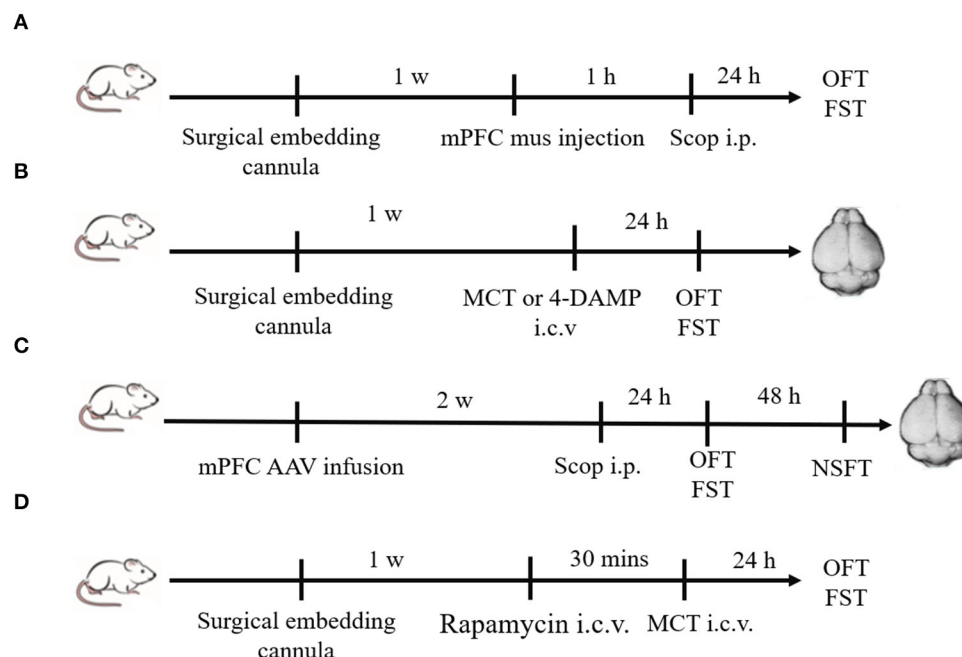 A
1 w
1 h
24 h
OFT
FST
Surgical embedding
cannula
mPFC mus injection
Scop i.p.
B
1 w
24 h
Surgical embedding
cannula
MCT or 4-DAMP
i.c.v
OFT
FST
C
2 w
24 h
48 h
mPFC AAV infusion
Scop i.p.
OFT
FST
NSFT
D
1 w
30 mins
24 h
OFT
FST
Surgical embedding
cannula
Rapamycin i.c.v.
MCT i.c.v.